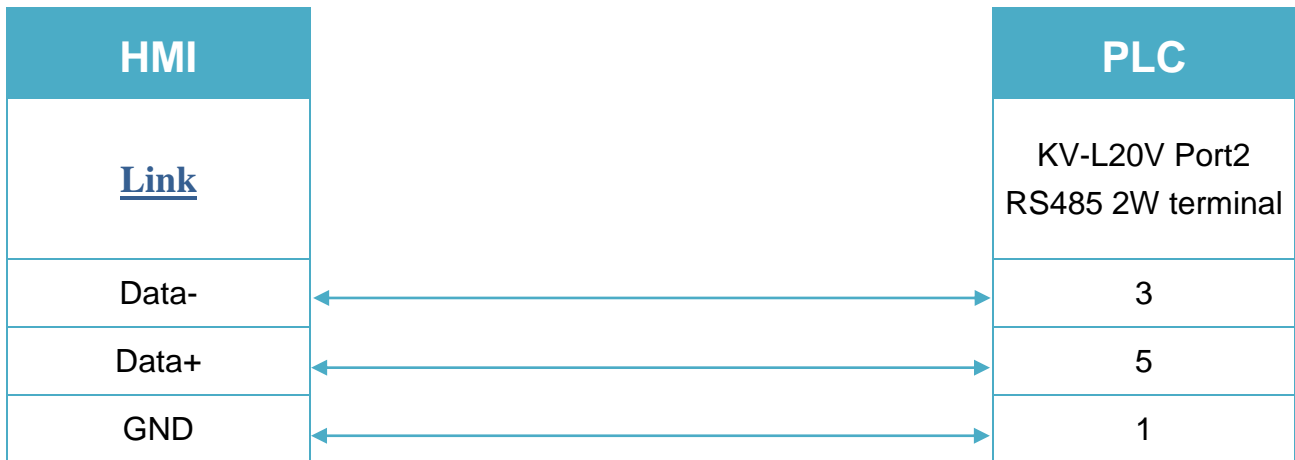 HMI PLC
Link KV-L20V Port2
RS485 2W terminal
Data- 3
Data+ 5
GND 1